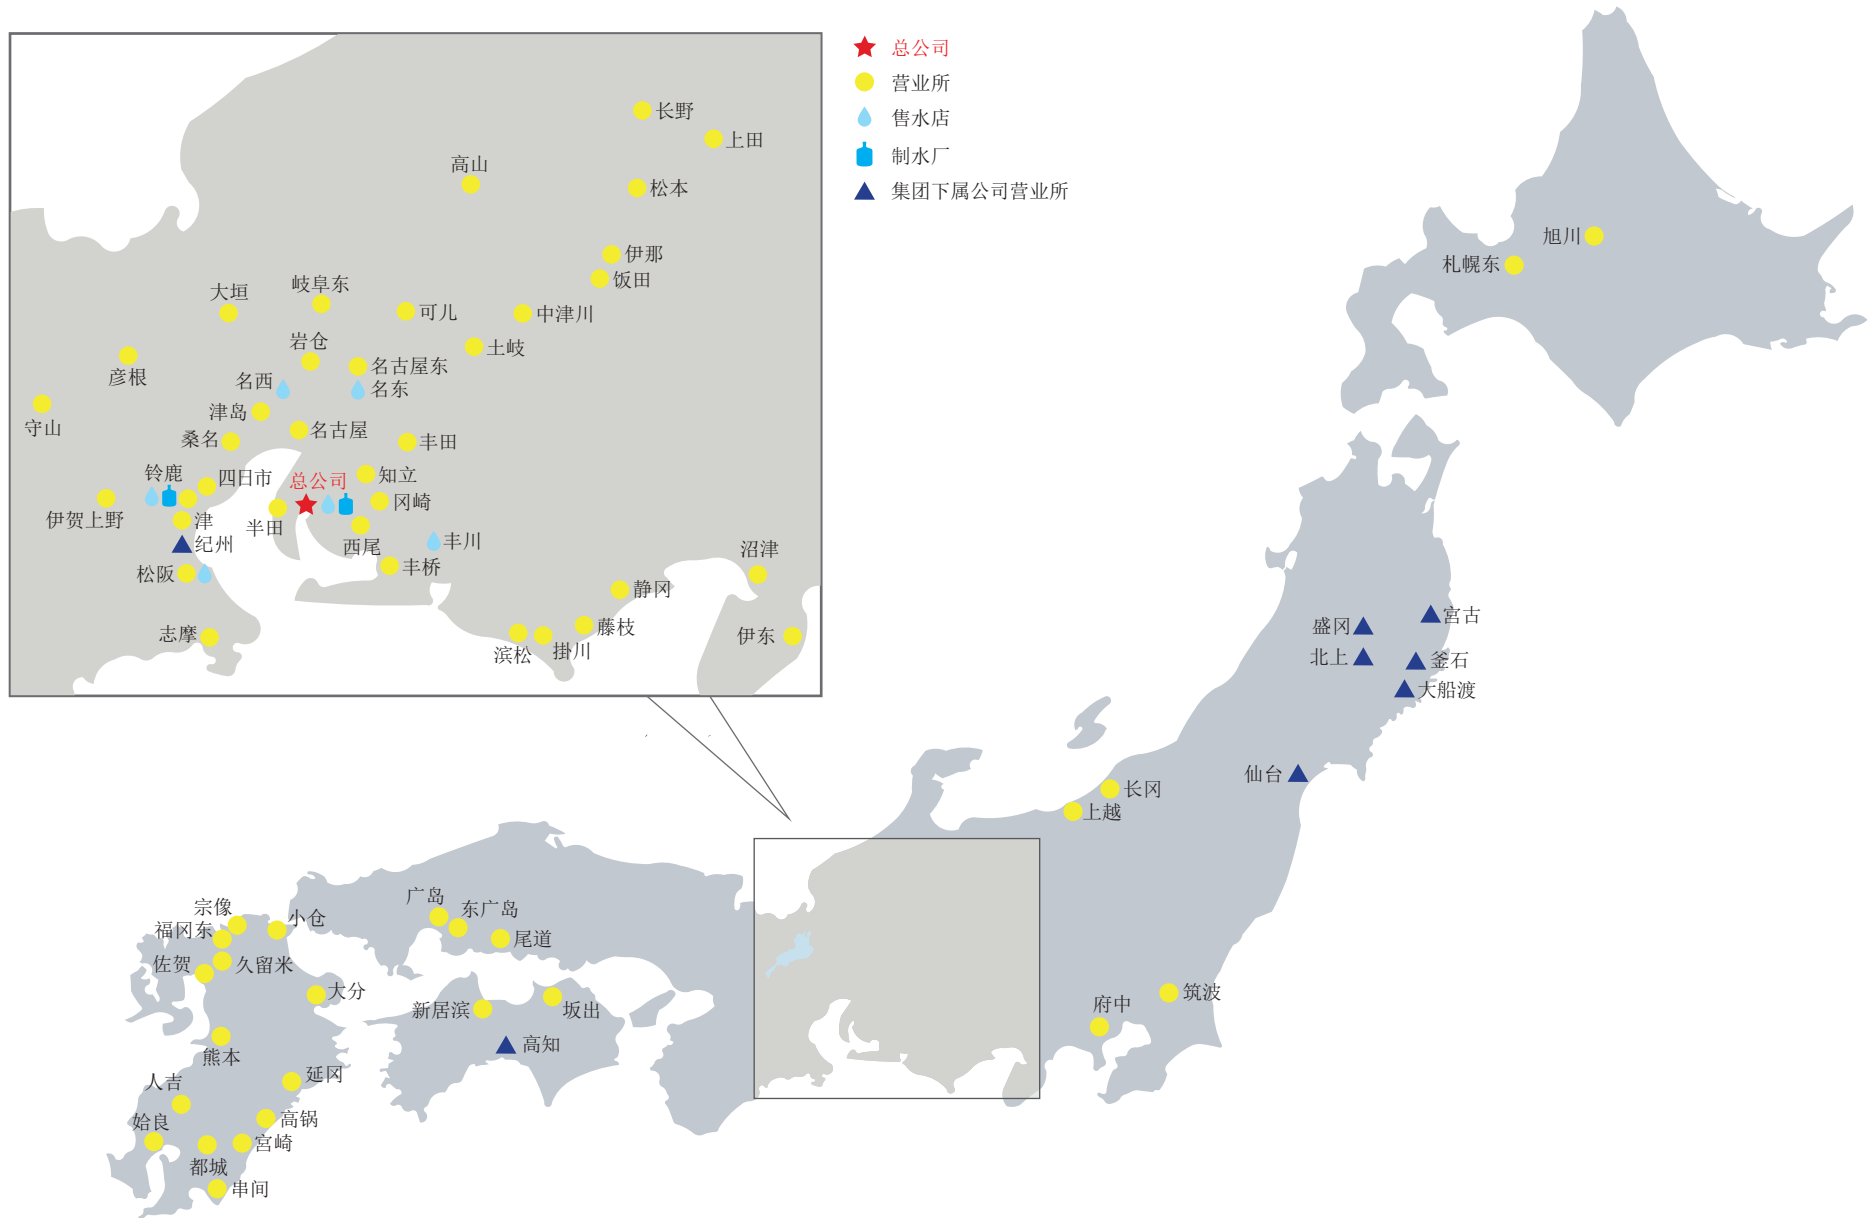 总公司
营业所
售水店
制水厂
集团下属公司营业所
长野
上田
高山
松本
伊那
饭田
大垣
岐阜东
可儿
中津川
岩仓
土岐
彦根
名古屋东
名西
名东
守山
津岛
桑名
名古屋
丰田
铃鹿
四日市
总公司
知立
伊贺上野
津
半田
冈崎
纪州
西尾
丰川
松阪
丰桥
沼津
静冈
志摩
滨松
掛川
藤枝
伊东
旭川
札幌东
盛冈
宫古
北上
釜石
大船渡
仙台
长冈
上越
筑波
府中
广岛
东广岛
尾道
宗像
小仓
福冈东
佐贺
久留米
大分
新居滨
坂出
高知
熊本
人吉
延冈
姶良
高锅
宫崎
都城
串间